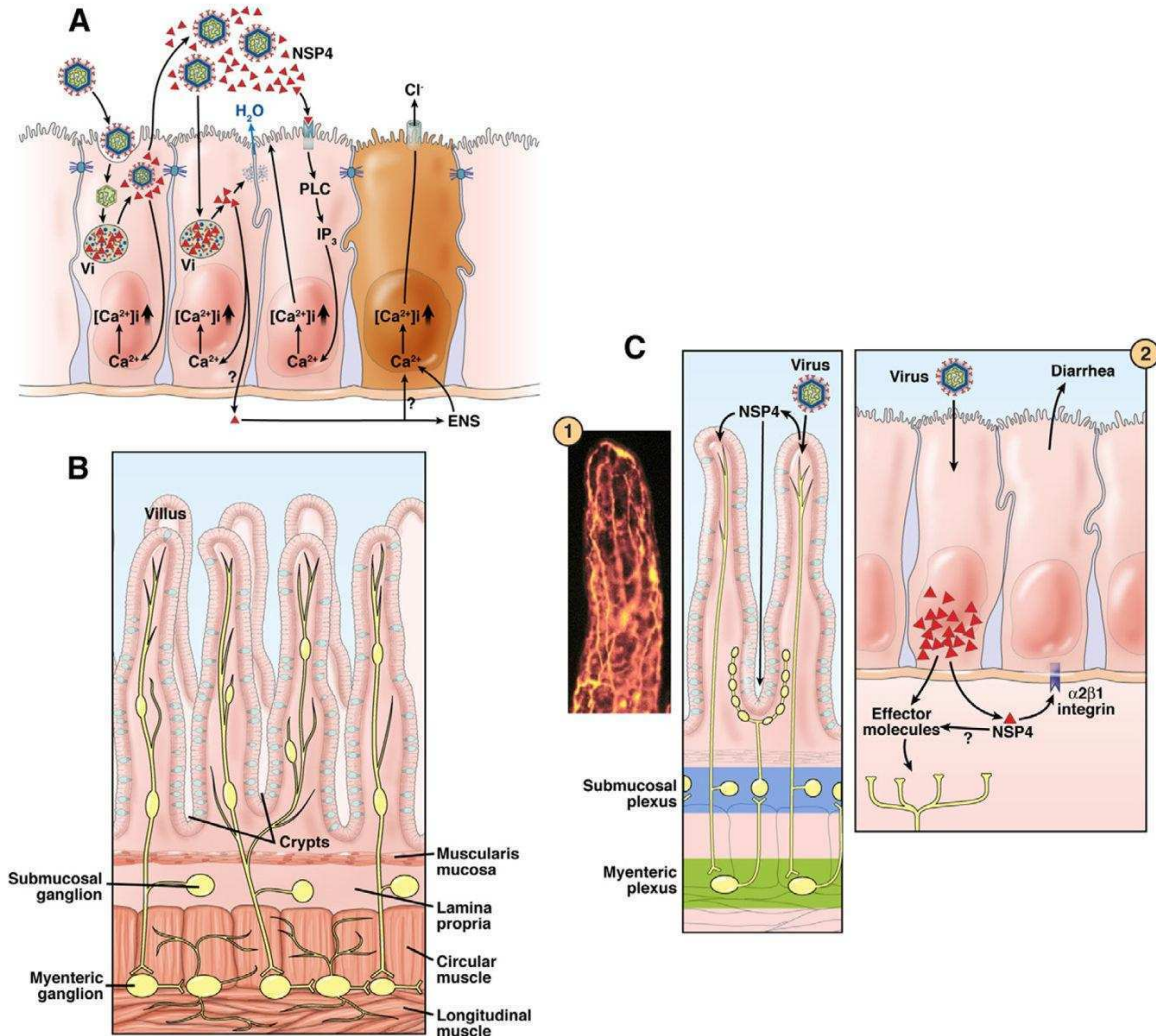 A
NSP4
H₂O
Cl⁻
PLC
IP₃
Vi
Vi
[Ca²⁺]i
[Ca²⁺]i
[Ca²⁺]i
[Ca²⁺]i
Ca²⁺
Ca²⁺
Ca²⁺
Ca²⁺
?
?
ENS
B
Villus
Crypts
Submucosal
ganglion
Myenteric
ganglion
Muscularis
mucosa
Lamina
propria
Circular
muscle
Longitudinal
muscle
C
1
Virus
NSP4
Submucosal
plexus
Myenteric
plexus
2
Virus
Diarrhea
α2β1
integrin
Effector
molecules
?
NSP4